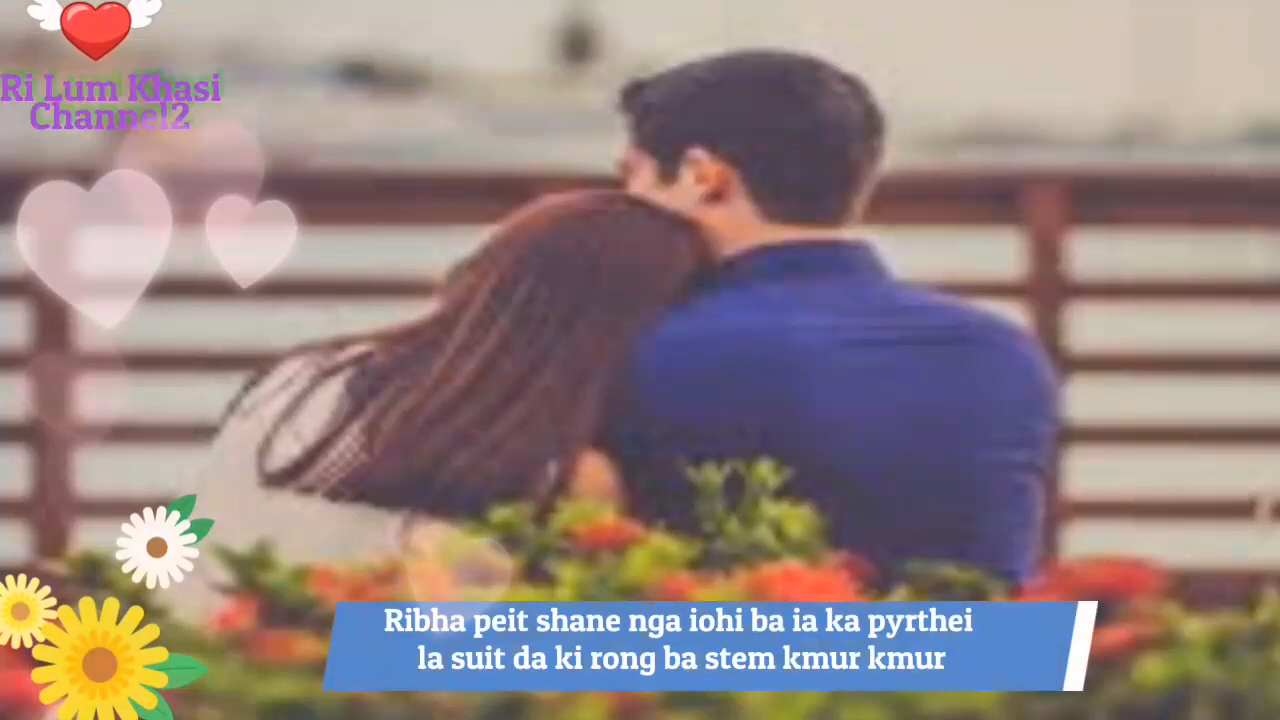 Ri Lum Khasi
Channel2
Ribha peit shane nga iohi ba ia ka pyrthei
la suit da ki rong ba stem kmur kmur